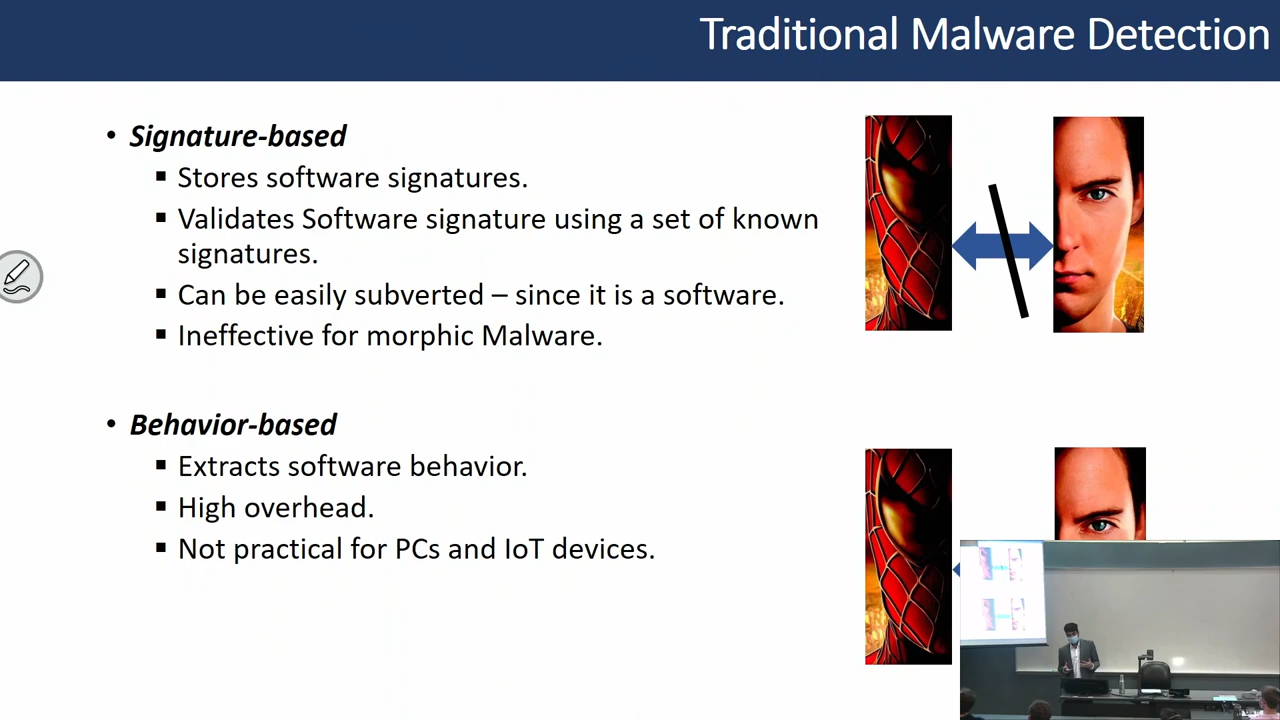 Traditional Malware Detection
• Signature-based
▪ Stores software signatures.
▪ Validates Software signature using a set of known
signatures.
▪ Can be easily subverted – since it is a software.
▪ Ineffective for morphic Malware.
• Behavior-based
▪ Extracts software behavior.
▪ High overhead.
▪ Not practical for PCs and IoT devices.